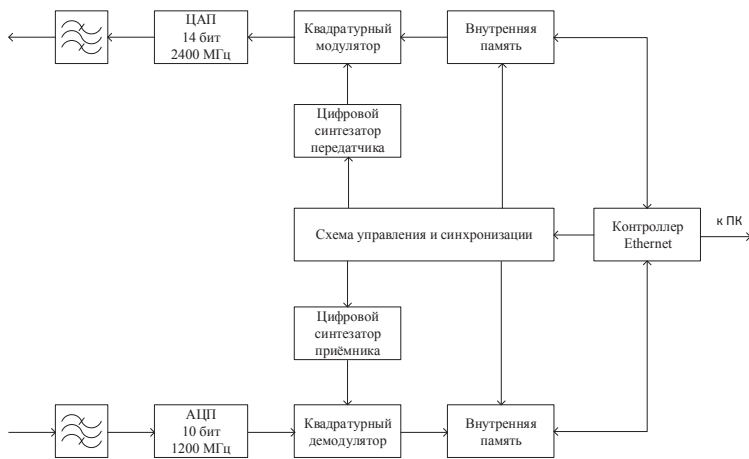 ЦАП
14 бит
2400 МГц
Квадратурный
модулятор
Внутренняя
память
Цифровой
синтезатор
передатчика
Схема управления и синхронизации
Контроллер
Ethernet
к ПК
Цифровой
синтезатор
приёмника
АЦП
10 бит
1200 МГц
Квадратурный
демодулятор
Внутренняя
память